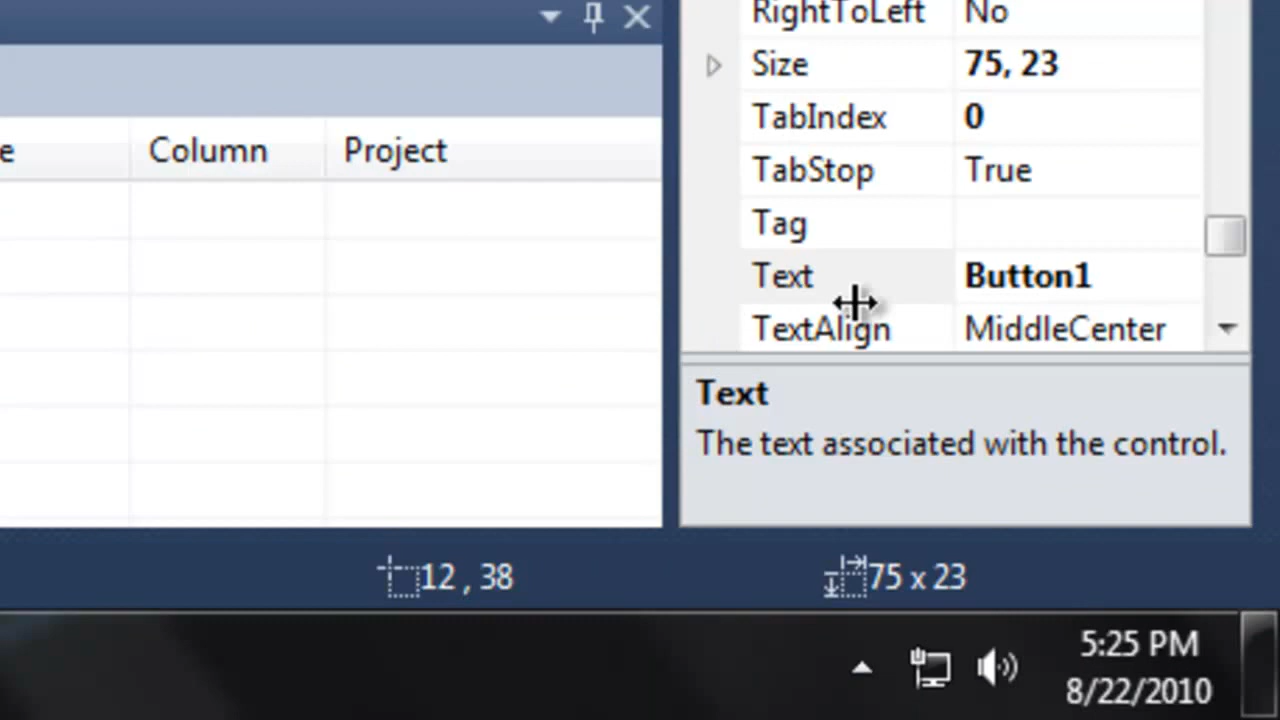 RightToLeft No
Size 75, 23
TabIndex 0
e Column Project
TabStop True
Tag
Text Button1
TextAlign MiddleCenter
Text
The text associated with the control.
12 , 38 75 x 23
5:25 PM
8/22/2010